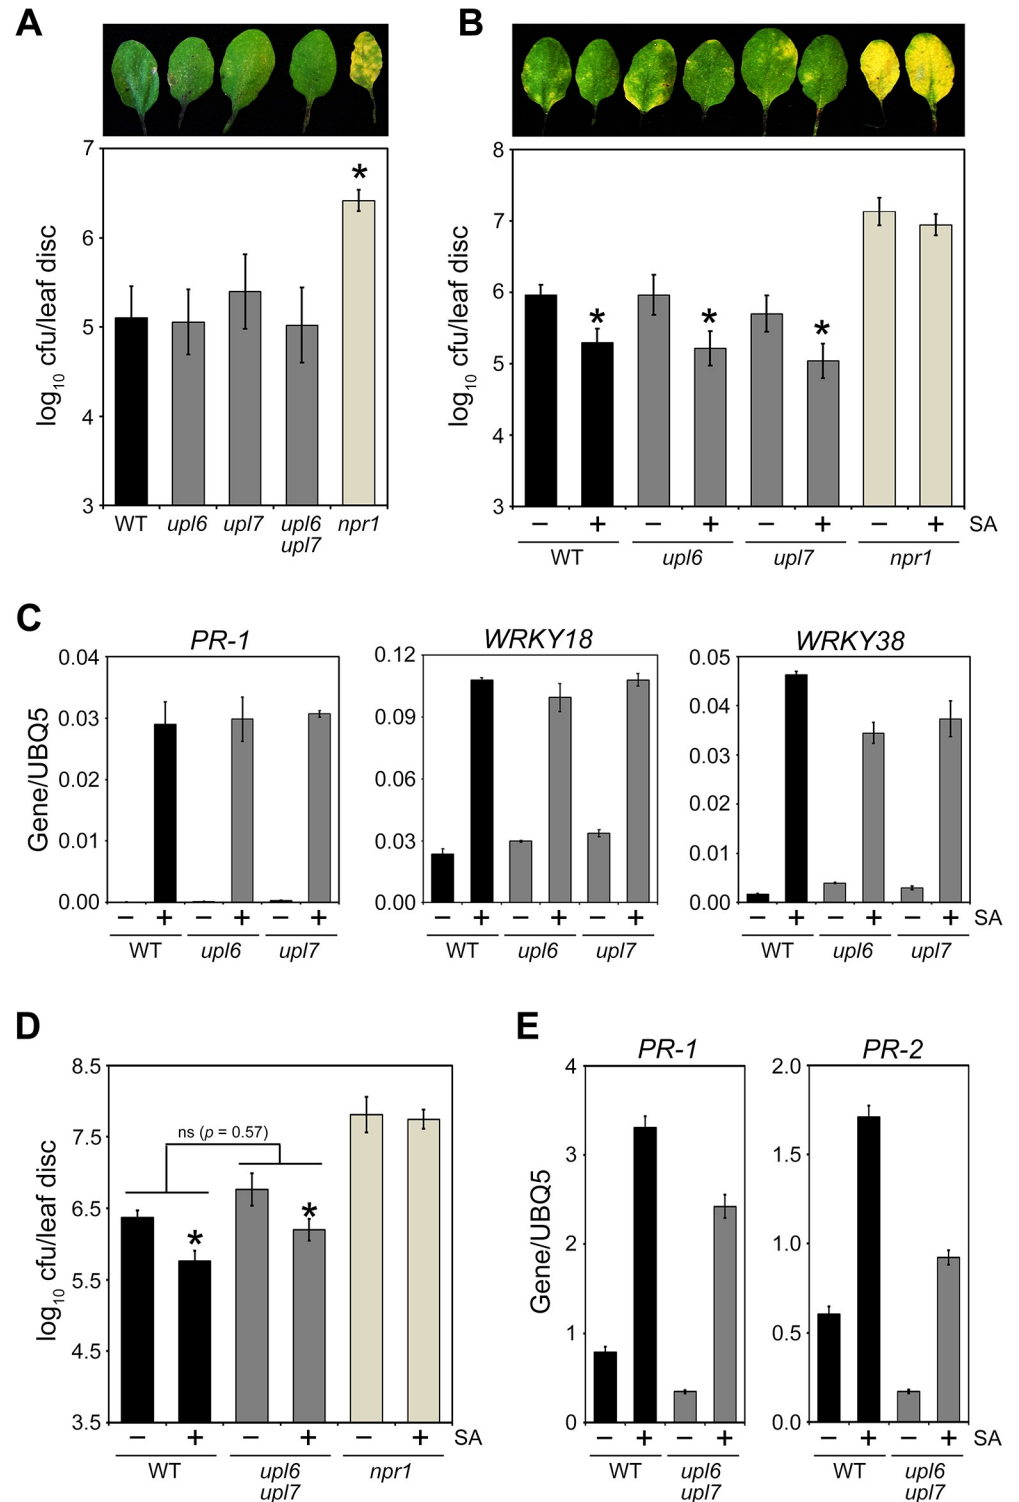 A
7
6
5
4
3
log10 cfu/leaf disc
*
WT upl6 upl7 upl6 upl7 npr1
B
8
7
6
5
4
3
log10 cfu/leaf disc
* * *
− + − + − + − + SA
WT upl6 upl7 npr1
C
Gene/UBQ5
PR-1
0.04
0.03
0.02
0.01
0.00
− + − + − +
WT upl6 upl7
WRKY18
0.12
0.09
0.06
0.03
0.00
− + − + − +
WT upl6 upl7
WRKY38
0.05
0.04
0.03
0.02
0.01
0.00
− + − + − + SA
WT upl6 upl7
D
8.5
7.5
6.5
5.5
4.5
3.5
log10 cfu/leaf disc
ns (p = 0.57)
* *
− + − + − + SA
WT upl6 npr1
upl7
E
Gene/UBQ5
PR-1
4
3
2
1
0
− + − +
WT upl6
upl7
PR-2
2.0
1.5
1.0
0.5
0.0
− + − + SA
WT upl6
upl7